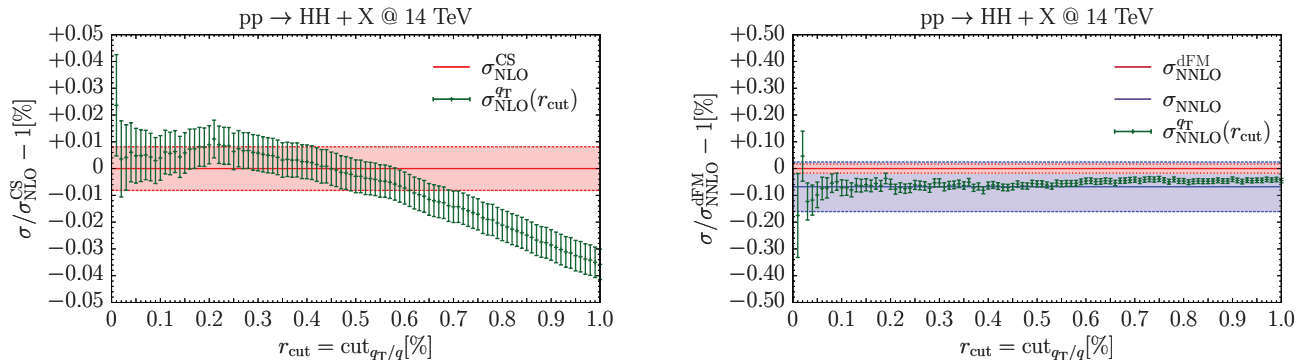 pp → HH + X @ 14 TeV
σ/σ^CS_NLO − 1[%]
+0.05
+0.04
+0.03
+0.02
+0.01
0
−0.01
−0.02
−0.03
−0.04
−0.05
σ^CS_NLO
σ^qT_NLO(r_cut)
0 0.1 0.2 0.3 0.4 0.5 0.6 0.7 0.8 0.9 1.0
r_cut = cut_qT/q[%]
pp → HH + X @ 14 TeV
σ/σ^dFM_NNLO − 1[%]
+0.50
+0.40
+0.30
+0.20
+0.10
0
−0.10
−0.20
−0.30
−0.40
−0.50
σ^dFM_NNLO
σ_NNLO
σ^qT_NNLO(r_cut)
0 0.1 0.2 0.3 0.4 0.5 0.6 0.7 0.8 0.9 1.0
r_cut = cut_qT/q[%]